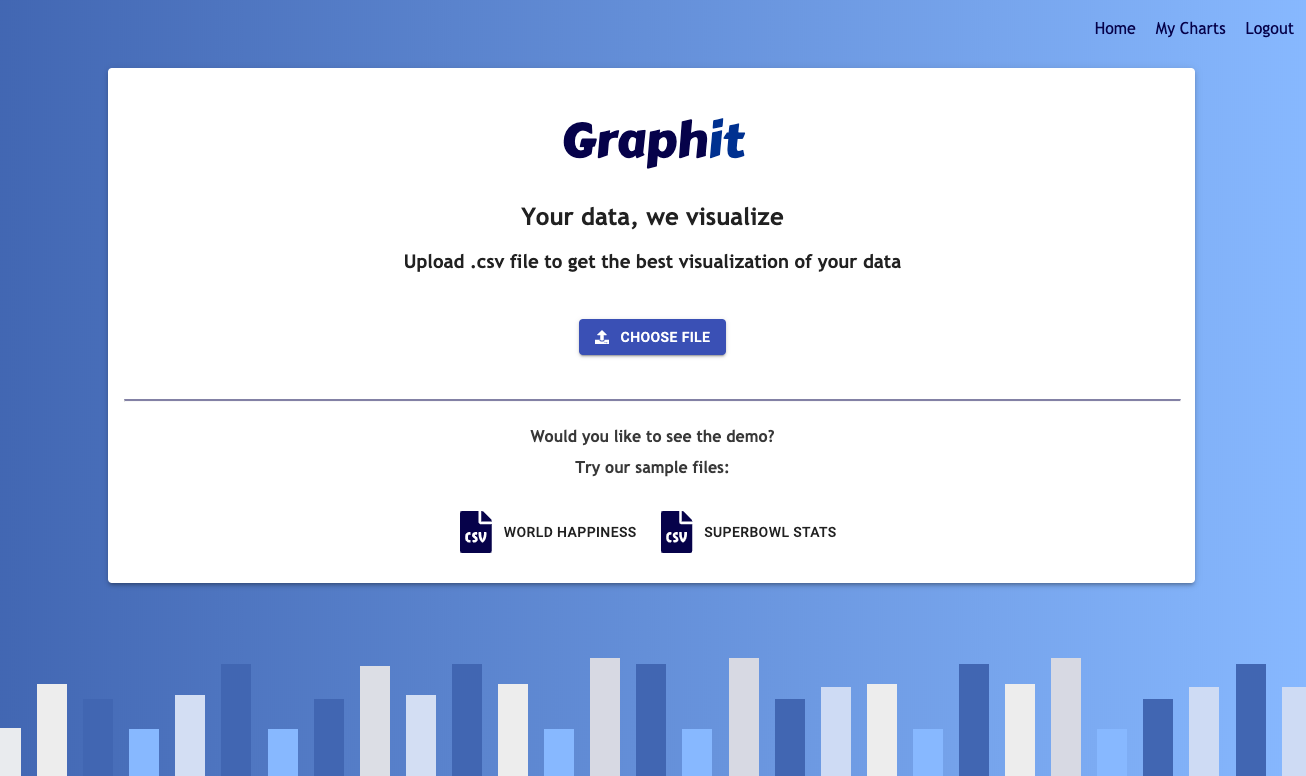 Home My Charts Logout
Graphit
Your data, we visualize
Upload .csv file to get the best visualization of your data
CHOOSE FILE
Would you like to see the demo?
Try our sample files:
CSV WORLD HAPPINESS CSV SUPERBOWL STATS